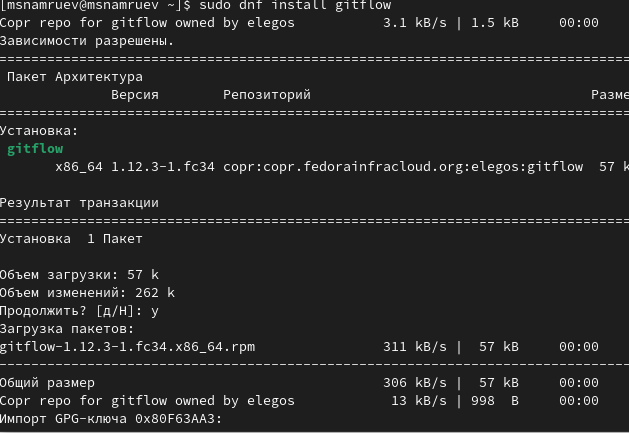 [msnamruev@msnamruev ~]$ sudo dnf install gitflow
Copr repo for gitflow owned by elegos 3.1 kB/s | 1.5 kB 00:00
Зависимости разрешены.
================================================================================
Пакет Архитектура
Версия Репозиторий Разме
================================================================================
Установка:
gitflow
x86_64 1.12.3-1.fc34 copr:copr.fedorainfracloud.org:elegos:gitflow 57 k
Результат транзакции
================================================================================
Установка 1 Пакет
Объем загрузки: 57 k
Объем изменений: 262 k
Продолжить? [д/Н]: y
Загрузка пакетов:
gitflow-1.12.3-1.fc34.x86_64.rpm 311 kB/s | 57 kB 00:00
--------------------------------------------------------------------------------
Общий размер 306 kB/s | 57 kB 00:00
Copr repo for gitflow owned by elegos 13 kB/s | 998 B 00:00
Импорт GPG-ключа 0x80F63AA3: